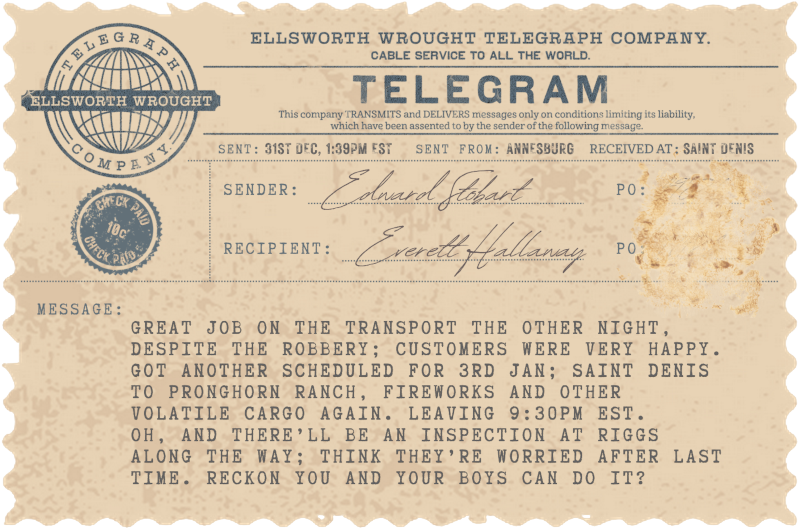 ELLSWORTH WROUGHT TELEGRAPH COMPANY.
CABLE SERVICE TO ALL THE WORLD.
TELEGRAPH
ELLSWORTH WROUGHT
COMPANY.
TELEGRAM
This company TRANSMITS and DELIVERS messages only on conditions limiting its liability,
which have been assented to by the sender of the following message.
SENT: 31ST DEC, 1:39PM EST SENT FROM: ANNESBURG RECEIVED AT: SAINT DENIS
CHECK PAID
10c
CHECK PAID
SENDER: Edward Stobart PO:
RECIPIENT: Everett Hallaway PO
MESSAGE:
GREAT JOB ON THE TRANSPORT THE OTHER NIGHT,
DESPITE THE ROBBERY; CUSTOMERS WERE VERY HAPPY.
GOT ANOTHER SCHEDULED FOR 3RD JAN; SAINT DENIS
TO PRONGHORN RANCH, FIREWORKS AND OTHER
VOLATILE CARGO AGAIN. LEAVING 9:30PM EST.
OH, AND THERE'LL BE AN INSPECTION AT RIGGS
ALONG THE WAY; THINK THEY'RE WORRIED AFTER LAST
TIME. RECKON YOU AND YOUR BOYS CAN DO IT?